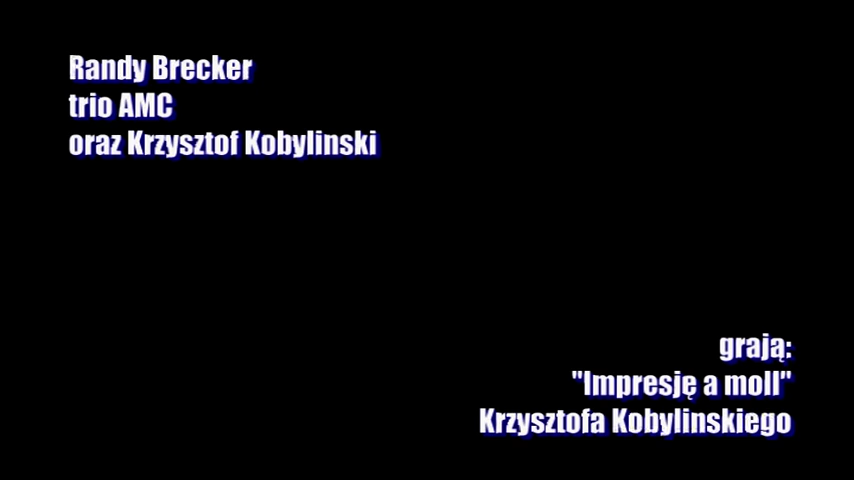 Randy Brecker
trio AMC
oraz Krzysztof Kobylinski
grają:
"Impresję a moll"
Krzysztofa Kobylinskiego